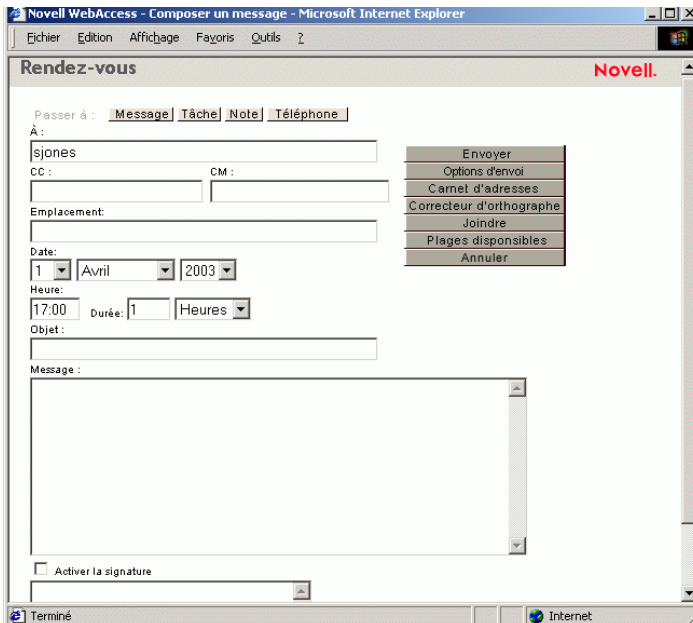 Novell WebAccess - Composer un message - Microsoft Internet Explorer
Fichier Edition Affichage Favoris Outils ?
Rendez-vous
Novell.
Passer à : Message Tâche Note Téléphone
À :
sjones
CC : CM :
Emplacement:
Date:
1 Avril 2003
Heure:
17:00 Durée: 1 Heures
Objet :
Message :
Activer la signature
Envoyer
Options d'envoi
Carnet d'adresses
Correcteur d'orthographe
Joindre
Plages disponibles
Annuler
Terminé Internet